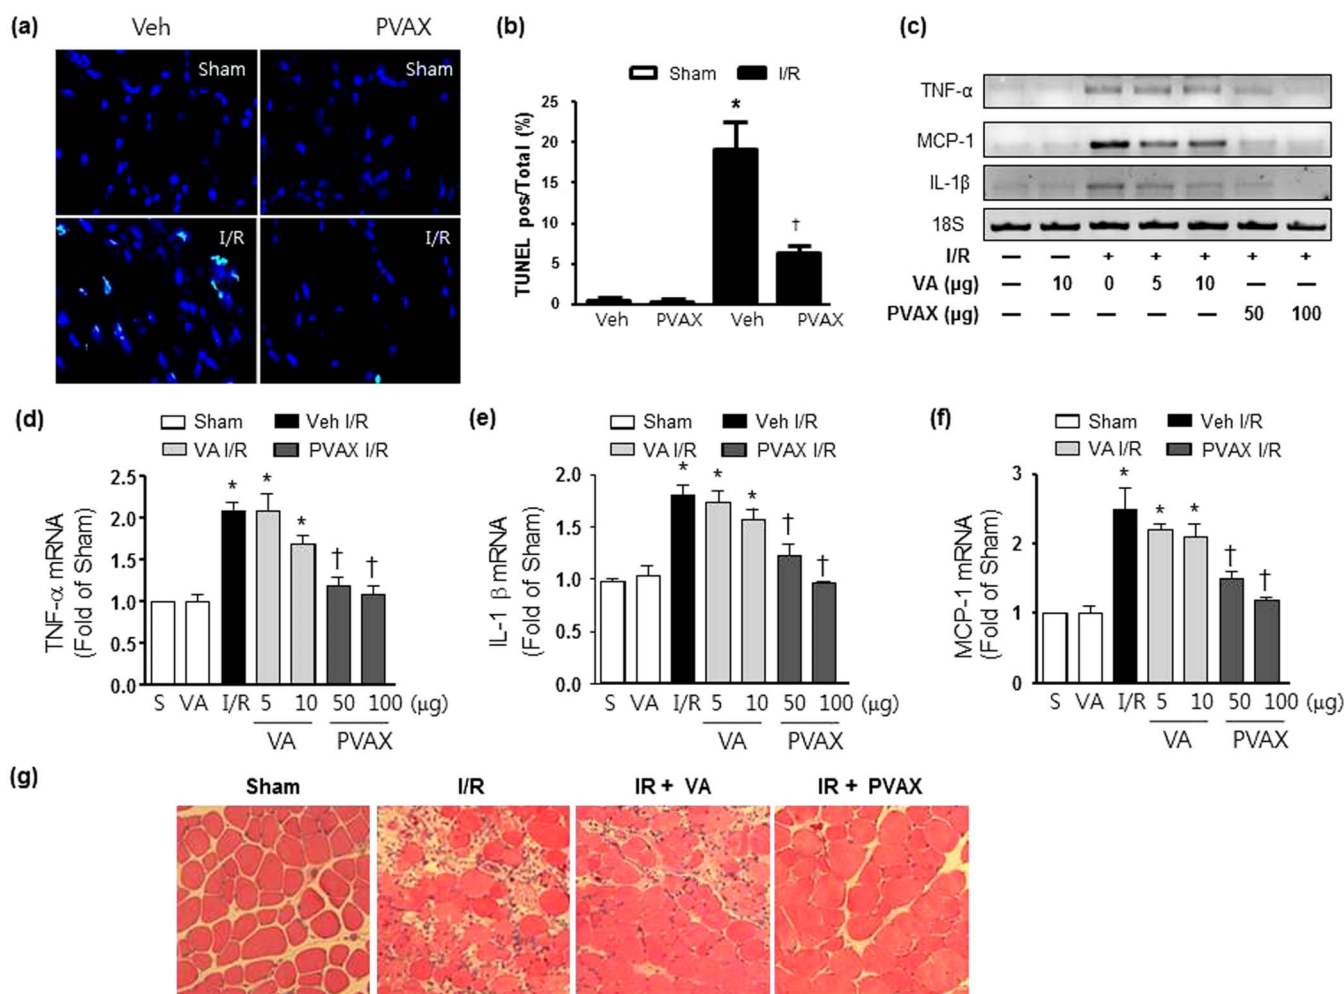 (a)
Veh PVAX
Sham Sham
I/R I/R
(b)
Sham I/R
TUNEL pos/Total (%)
25
20
15
10
5
0
*
†
Veh PVAX Veh PVAX
(c)
TNF-α
MCP-1
IL-1β
18S
I/R — — + + + + +
VA (µg) — 10 0 5 10 — —
PVAX (µg) — — — — — 50 100
(d)
Sham Veh I/R
VA I/R PVAX I/R
TNF-α mRNA
(Fold of Sham)
2.5
2.0
1.5
1.0
0.5
0.0
* * * † †
S VA I/R 5 10 50 100 (µg)
VA PVAX
(e)
Sham Veh I/R
VA I/R PVAX I/R
IL-1 β mRNA
(Fold of Sham)
2.0
1.5
1.0
0.5
0.0
* * * † †
S VA I/R 5 10 50 100 (µg)
VA PVAX
(f)
Sham Veh I/R
VA I/R PVAX I/R
MCP-1 mRNA
(Fold of Sham)
3
2
1
0
* * * † †
S VA I/R 5 10 50 100 (µg)
VA PVAX
(g)
Sham I/R IR + VA IR + PVAX